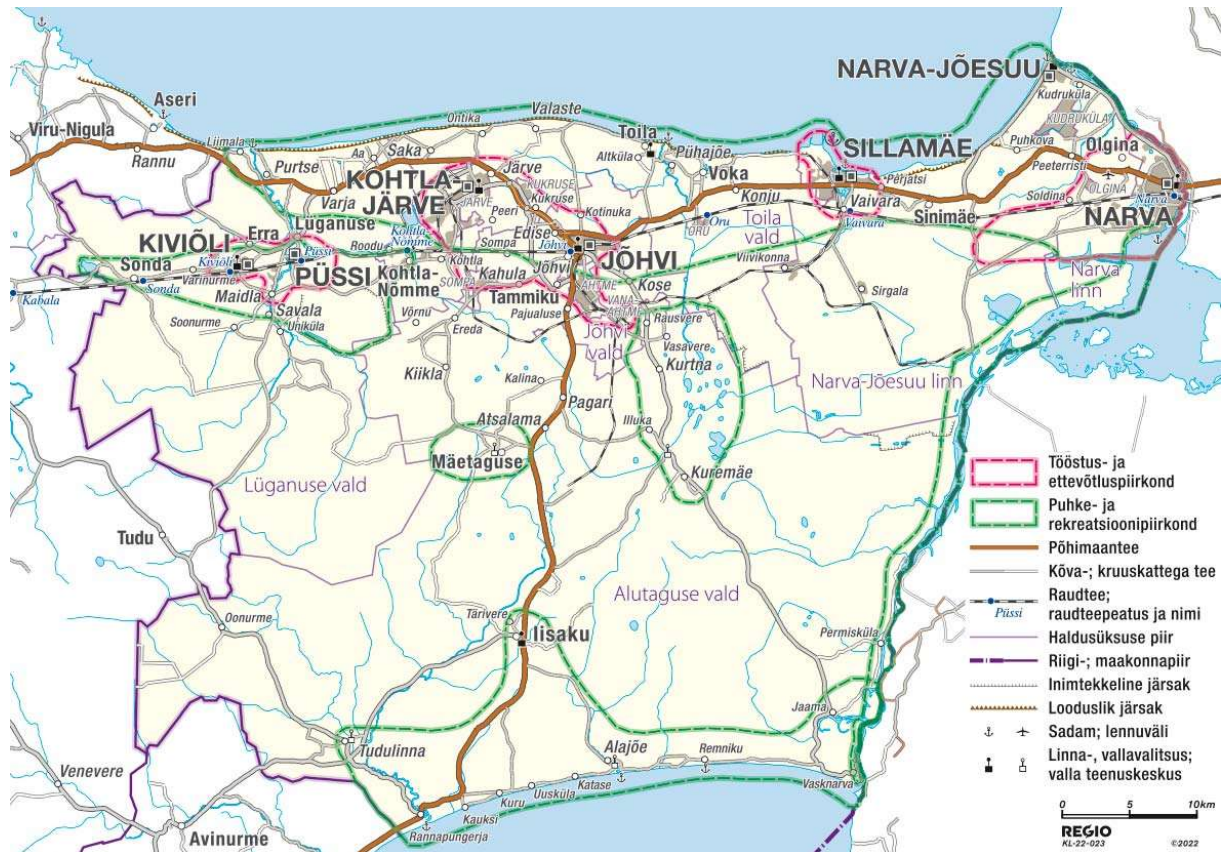 NARVA-JÕESUU
Kudruküla
KUDRUKÜLA
Aseri
Viru-Nigula
Rannu
Liimala
Purtse
Aa
Saka
Ontika
Valaste
Toila
Altküla
Pühajõe
SILLAMÄE
Puhkova
Olgina
Peeterristi
OLGINA
Soldina
Narva
NARVA
KOHTLA-
JÄRVE
JÄRVE
Järve
KUKRUSE
Kukruse
Varja
Peeri
Kotinuka
Voka
Konju
Perjatsi
Vaivara
Sinimäe
Oru
ORU
Toila
vald
Vaivara
KIVIÕLI
Erra
Lüganuse
Kohtla-
Nõmme
Roodu
Edise
Jõhvi
Sompa
Kohtla
SOMPA
Kahula
Jõhvi
JÕHVI
Viivikonna
Kiviõli
Püssi
PÜSSI
Sonda
Sonda
Varinurme
Kabala
Maidla
Savala
Soonurme
Uniküla
Kohtla-
Nõmme
Tammiku
AHTME
VANA-
AHTME
Kose
Sirgala
Narva
linn
Võrnu
Ereda
Pajualuse
Jõhvi
vald
Rausvere
Vasavere
Kurtna
Kiikla
Kalina
Pagari
Narva-Jõesuu linn
Atsalama
Illuka
Mäetaguse
Kuremäe
Lüganuse vald
Tudu
Oonurme
Alutaguse vald
Tärivere
Iisaku
Permisküla
Jaama
Tudulinna
Alajõe
Remniku
Venevere
Katase
Uusküla
Kuru
Kauksi
Vasknarva
Avinurme
Rannapungerja
Tööstus- ja
ettevõtluspiirkond
Puhke- ja
rekreatsioonipiirkond
Põhimaantee
Kõva-; kruuskattega tee
Raudtee;
Püssi raudteepeatus ja nimi
Haldusüksuse piir
Riigi-; maakonnapiir
Inimtekkeline järsak
Looduslik järsak
Sadam; lennuväli
Linna-, vallavalitsus;
valla teenuskeskus
0 5 10km
REGIO
KL-22-023 ©2022